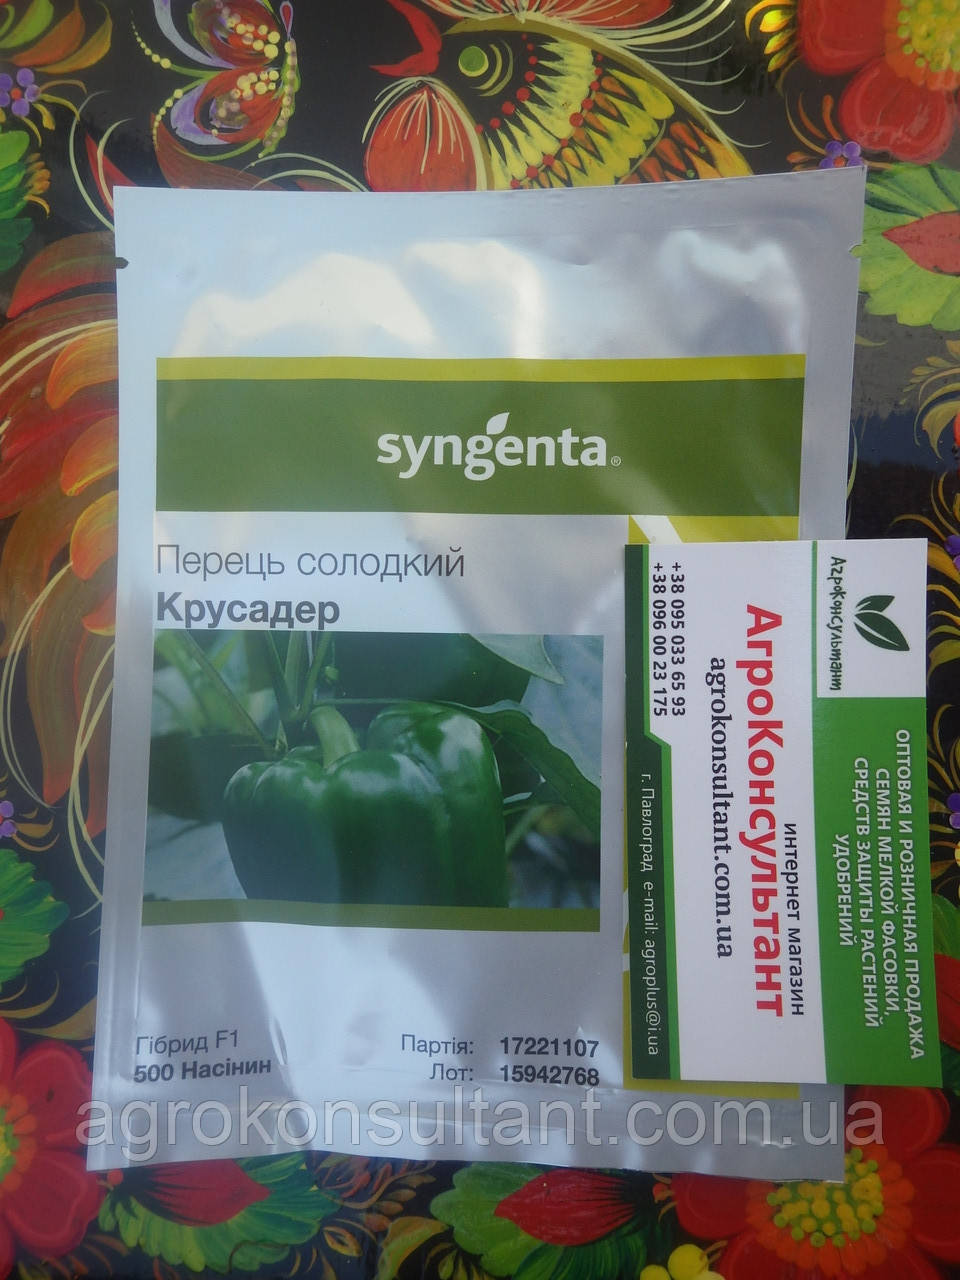 syngenta®
Перець солодкий
Крусадер
Гібрид F1
500 Насінин
Партія: 17221107
Лот: 15942768
АгроКонсультант
ОПТОВАЯ И РОЗНИЧНАЯ ПРОДАЖА
СЕМЯН МЕЛКОЙ ФАСОВКИ,
СРЕДСТВ ЗАЩИТЫ РАСТЕНИЙ
УДОБРЕНИЙ
интернет магазин
АгроКонсультант
agrokonsultant.com.ua
+38 095 033 65 93
+38 096 00 23 175
г. Павлоград e-mail: agroplus@i.ua
agrokonsultant.com.ua